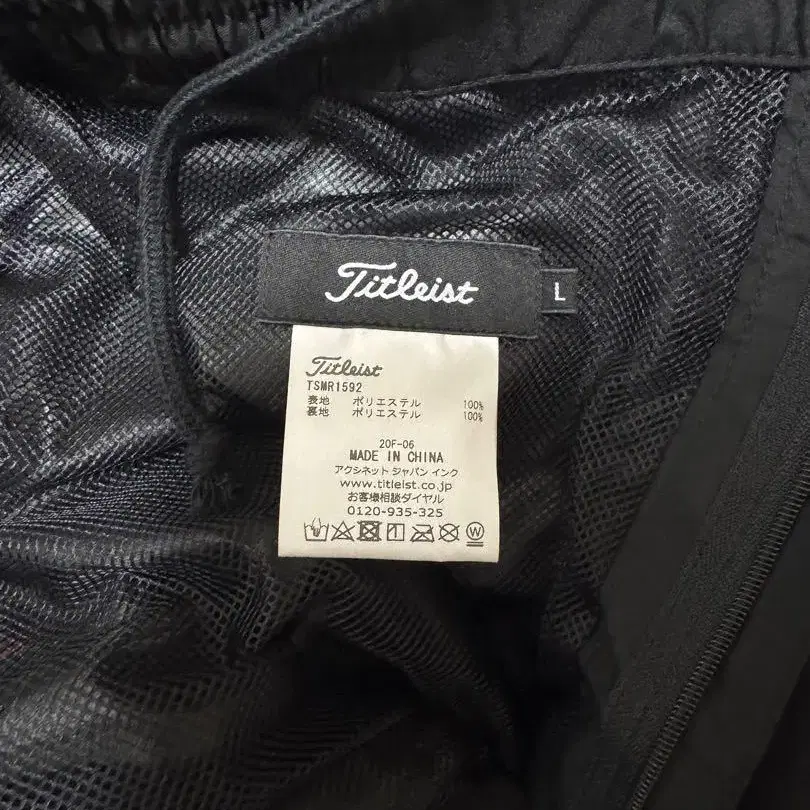 Titleist
L
Titleist
TSMR1592
表地 ポリエステル 100%
裏地 ポリエステル 100%
20F-06
MADE IN CHINA
アクシネット ジャパン インク
www.titleist.co.jp
お客様相談ダイヤル
0120-935-325
W